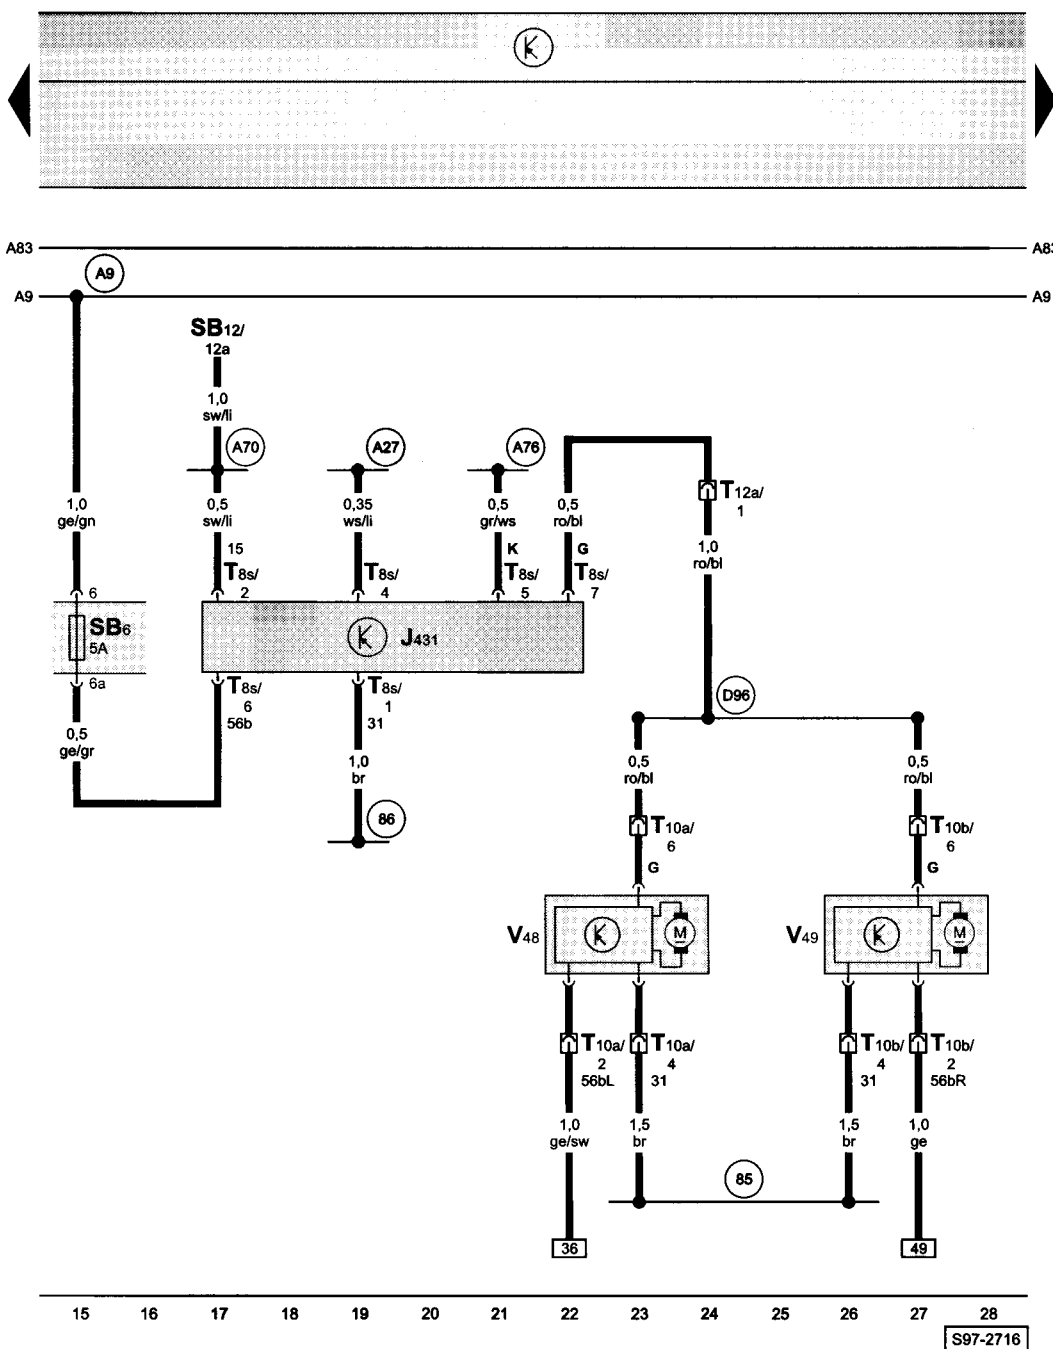 A83
A83
A9
A9
A9
SB12/
12a
1,0
sw/li
A70
A27
A76
1,0
ge/gn
0,5
sw/li
0,35
ws/li
0,5
gr/ws
0,5
ro/bl
T12a/
1
1,0
ro/bl
15
K
G
T8s/
2
T8s/
4
T8s/
5
T8s/
7
6
SB6
5A
6a
J431
T8s/
6
56b
T8s/
1
31
D96
0,5
ge/gr
1,0
br
86
0,5
ro/bl
0,5
ro/bl
T10a/
6
G
T10b/
6
G
V48
M
V49
M
T10a/
2
56bL
T10a/
4
31
T10b/
4
31
T10b/
2
56bR
1,0
ge/sw
1,5
br
1,5
br
1,0
ge
85
36
49
15 16 17 18 19 20 21 22 23 24 25 26 27 28
S97-2716